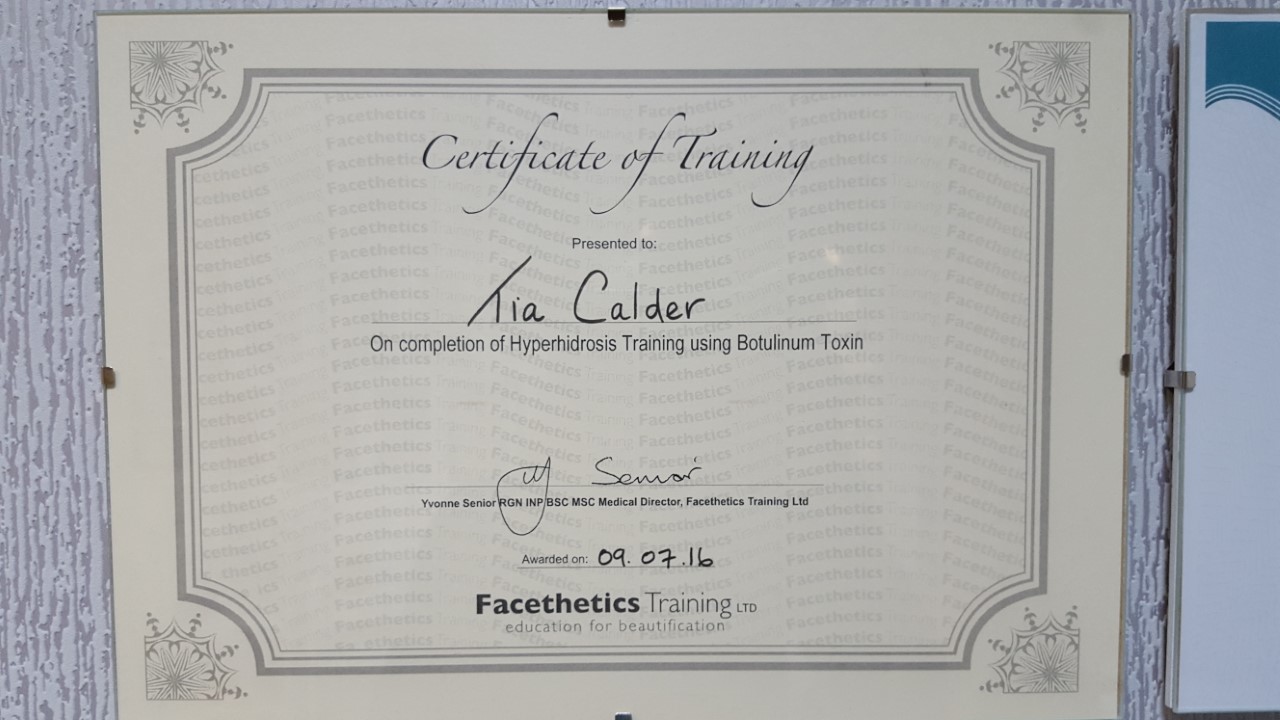 Certificate of Training
Presented to:
Tia Calder
On completion of Hyperhidrosis Training using Botulinum Toxin
Y Senior
Yvonne Senior RGN INP BSC MSC Medical Director, Facethetics Training Ltd
Awarded on: 09.07.16
Facethetics Training LTD
education for beautification